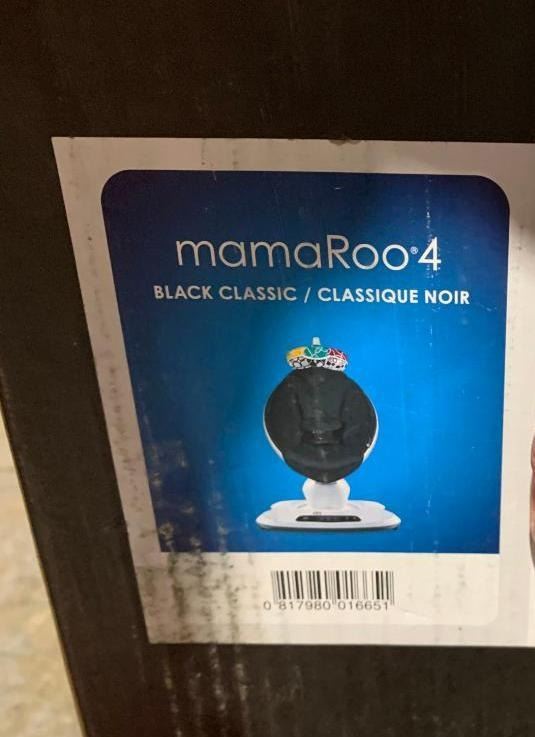 mamaRoo®4
BLACK CLASSIC / CLASSIQUE NOIR
0 817980 016651